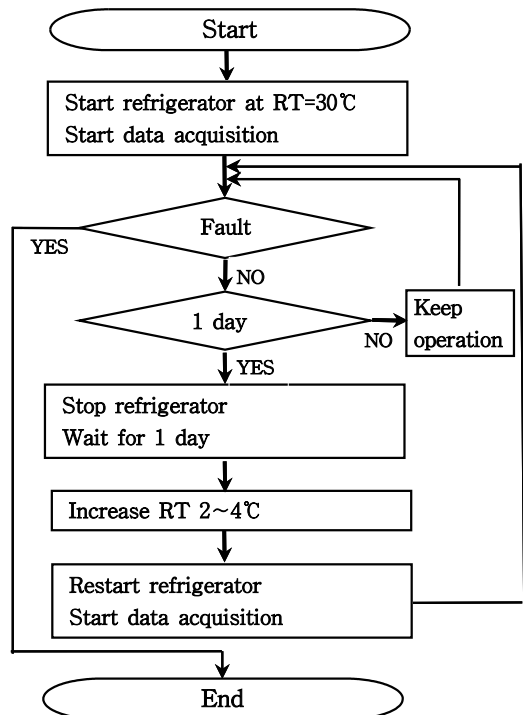 Start
Start refrigerator at RT=30℃
Start data acquisition
Fault
YES
NO
1 day
Keep
operation
NO
YES
Stop refrigerator
Wait for 1 day
Increase RT 2~4℃
Restart refrigerator
Start data acquisition
End